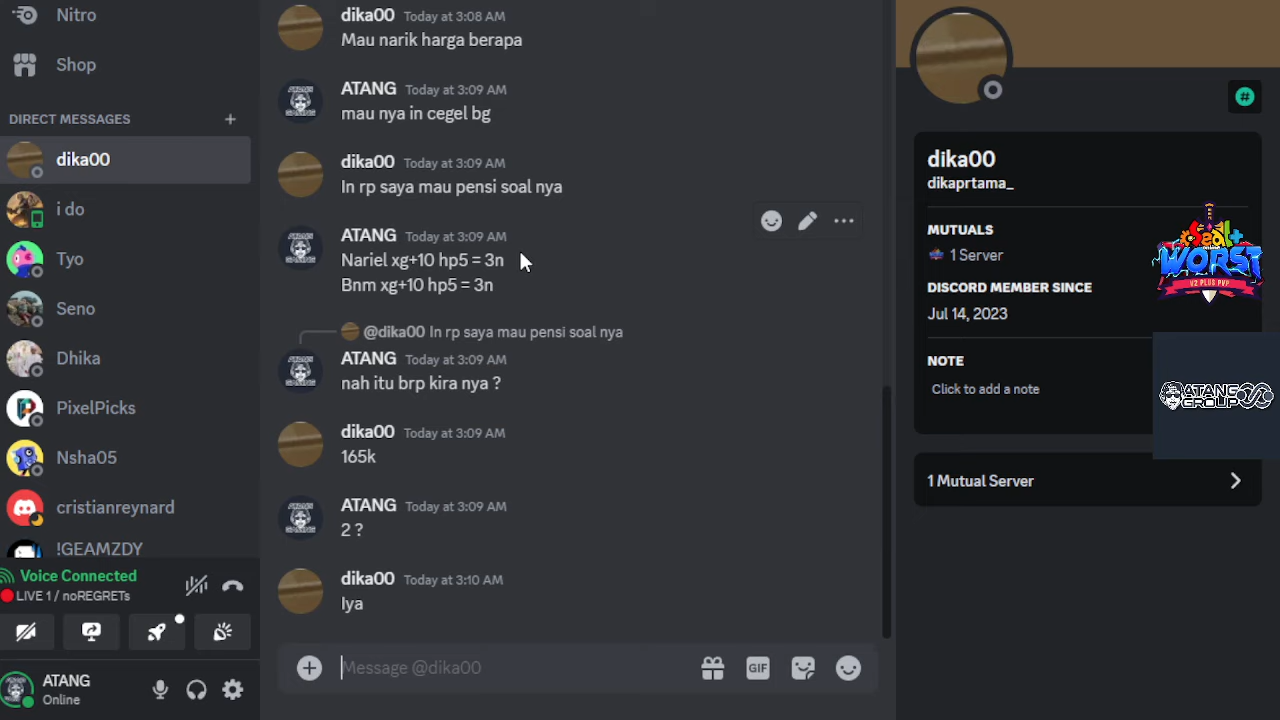 Nitro
Shop
DIRECT MESSAGES
dika00
i do
Tyo
Seno
Dhika
PixelPicks
Nsha05
cristianreynard
!GEAMZDY
Voice Connected
LIVE 1 / noREGRETs
ATANG
Online
dika00 Today at 3:08 AM
Mau narik harga berapa
ATANG Today at 3:09 AM
mau nya in cegel bg
dika00 Today at 3:09 AM
In rp saya mau pensi soal nya
ATANG Today at 3:09 AM
Nariel xg+10 hp5 = 3n
Bnm xg+10 hp5 = 3n
@dika00 In rp saya mau pensi soal nya
ATANG Today at 3:09 AM
nah itu brp kira nya ?
dika00 Today at 3:09 AM
165k
ATANG Today at 3:09 AM
2 ?
dika00 Today at 3:10 AM
Iya
Message @dika00
GIF
dika00
dikaprtama_
MUTUALS
1 Server
DISCORD MEMBER SINCE
Jul 14, 2023
NOTE
Click to add a note
1 Mutual Server
Seal+
WORST
V2 PLUS PVP
ATANG
GROUP